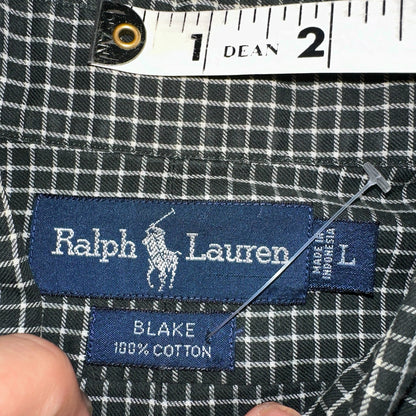 1 DEAN 2
Ralph Lauren
MADE IN
INDONESIA
L
BLAKE
100% COTTON